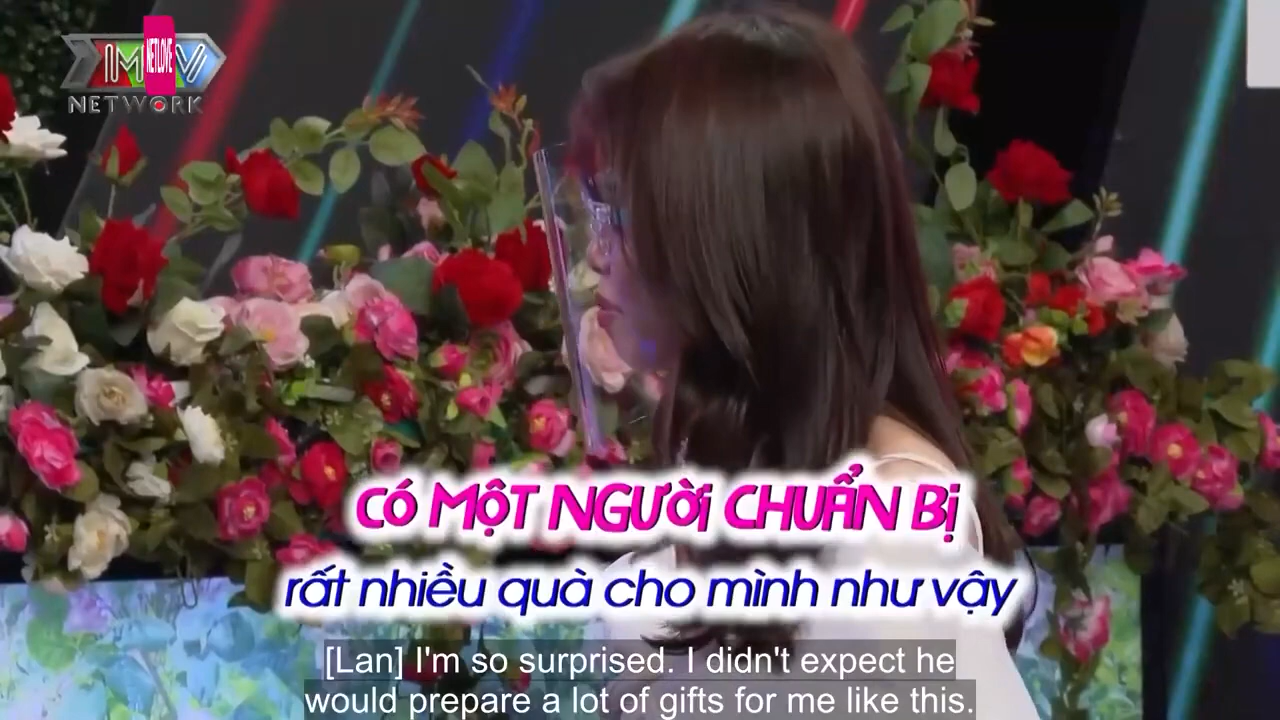 MCV
NETLOVE
NETWORK
CÓ MỘT NGƯỜI CHUẨN BỊ
rất nhiều quà cho mình như vậy
[Lan] I'm so surprised. I didn't expect he
would prepare a lot of gifts for me like this.